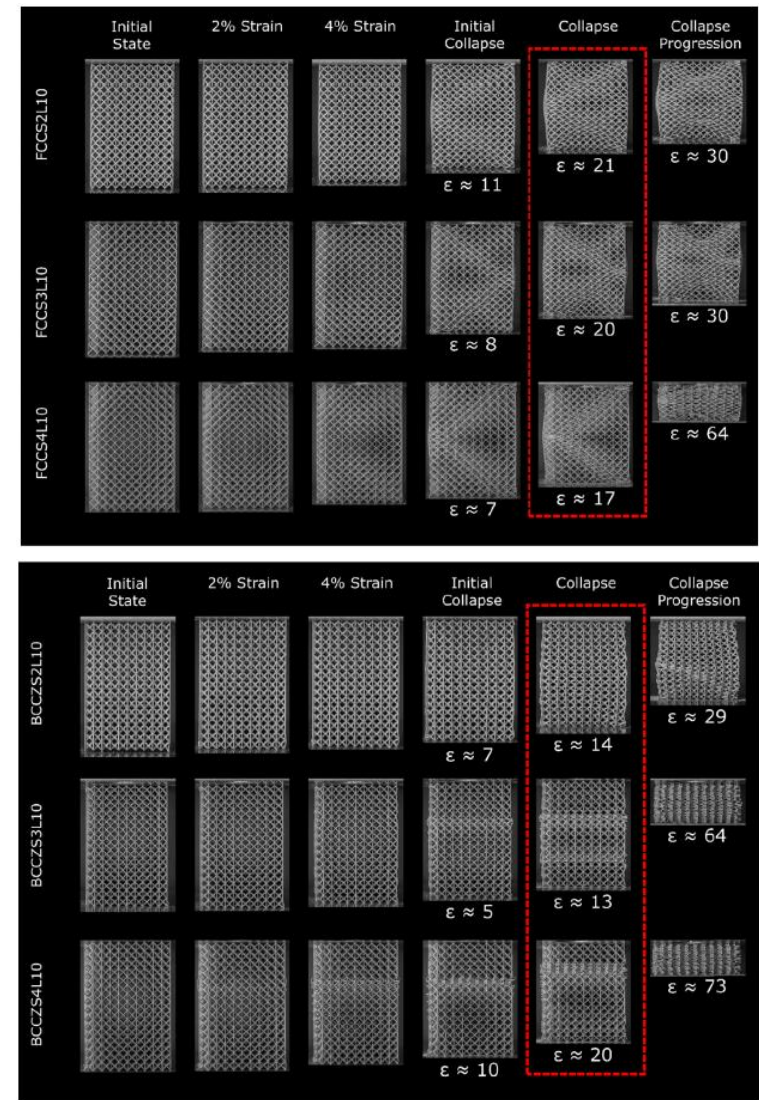 Initial State
2% Strain
4% Strain
Initial Collapse
Collapse
Collapse Progression
FCCS2L10
ε ≈ 11
ε ≈ 21
ε ≈ 30
FCCS3L10
ε ≈ 8
ε ≈ 20
ε ≈ 30
FCCS4L10
ε ≈ 7
ε ≈ 17
ε ≈ 64
Initial State
2% Strain
4% Strain
Initial Collapse
Collapse
Collapse Progression
BCCZS2L10
ε ≈ 7
ε ≈ 14
ε ≈ 29
BCCZS3L10
ε ≈ 5
ε ≈ 13
ε ≈ 64
BCCZS4L10
ε ≈ 10
ε ≈ 20
ε ≈ 73